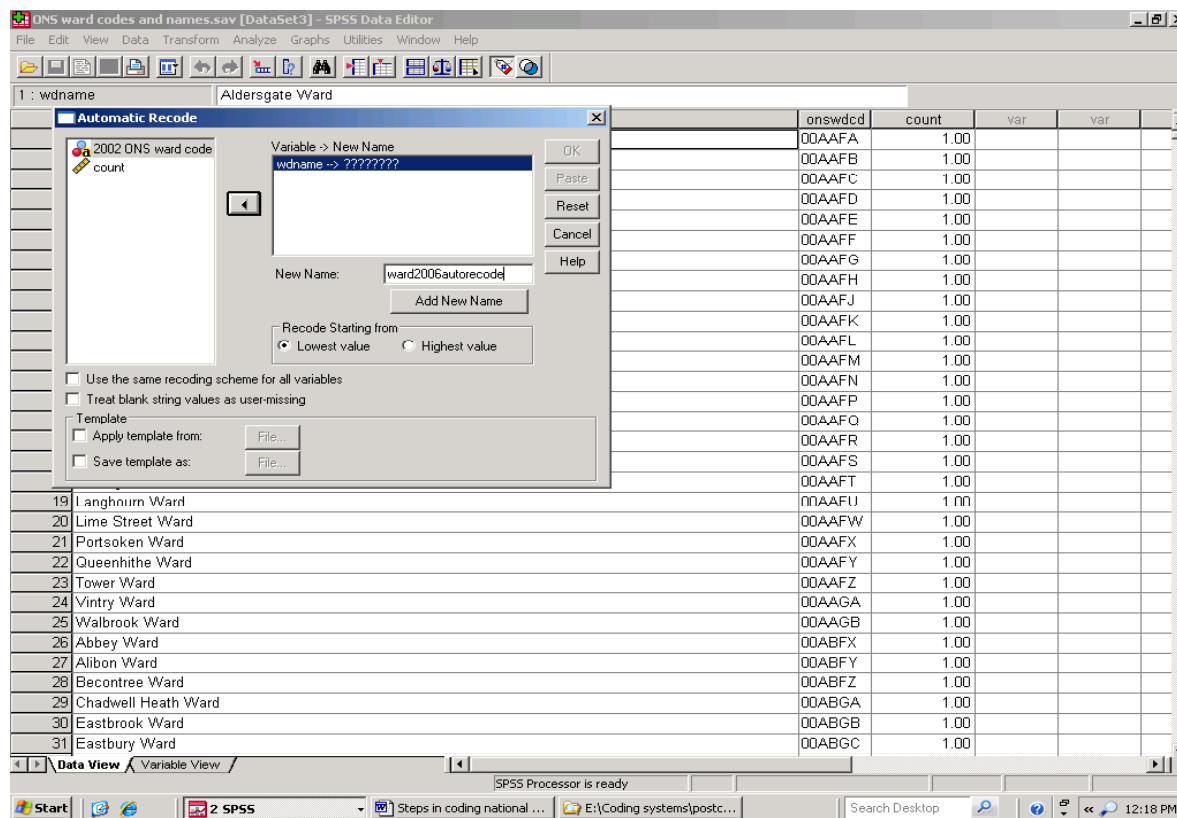 ONS ward codes and names.sav [DataSet3] - SPSS Data Editor
File Edit View Data Transform Analyze Graphs Utilities Window Help
1 : wdname Aldersgate Ward
onswdcd count var var
Automatic Recode
2002 ONS ward code
count
Variable -> New Name
wdname --> ????????
OK
Paste
Reset
Cancel
Help
New Name: ward2006autorecode
Add New Name
Recode Starting from
Lowest value Highest value
Use the same recoding scheme for all variables
Treat blank string values as user-missing
Template
Apply template from: File...
Save template as: File...
00AAFA 1.00
00AAFB 1.00
00AAFC 1.00
00AAFD 1.00
00AAFE 1.00
00AAFF 1.00
00AAFG 1.00
00AAFH 1.00
00AAFJ 1.00
00AAFK 1.00
00AAFL 1.00
00AAFM 1.00
00AAFN 1.00
00AAFP 1.00
00AAFQ 1.00
00AAFR 1.00
00AAFS 1.00
00AAFT 1.00
19 Langbourn Ward 00AAFU 1.00
20 Lime Street Ward 00AAFW 1.00
21 Portsoken Ward 00AAFX 1.00
22 Queenhithe Ward 00AAFY 1.00
23 Tower Ward 00AAFZ 1.00
24 Vintry Ward 00AAGA 1.00
25 Walbrook Ward 00AAGB 1.00
26 Abbey Ward 00ABFX 1.00
27 Alibon Ward 00ABFY 1.00
28 Becontree Ward 00ABFZ 1.00
29 Chadwell Heath Ward 00ABGA 1.00
30 Eastbrook Ward 00ABGB 1.00
31 Eastbury Ward 00ABGC 1.00
Data View Variable View
SPSS Processor is ready
Start 2 SPSS Steps in coding national ... E:\Coding systems\postc... Search Desktop 12:18 PM